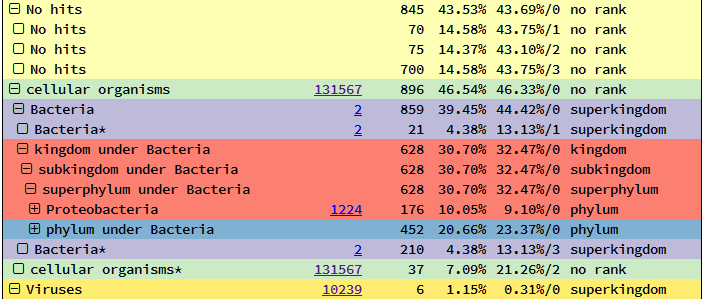 No hits 845 43.53% 43.69%/0 no rank
No hits 70 14.58% 43.75%/1 no rank
No hits 75 14.37% 43.10%/2 no rank
No hits 700 14.58% 43.75%/3 no rank
cellular organisms 131567 896 46.54% 46.33%/0 no rank
Bacteria 2 859 39.45% 44.42%/0 superkingdom
Bacteria* 2 21 4.38% 13.13%/1 superkingdom
kingdom under Bacteria 628 30.70% 32.47%/0 kingdom
subkingdom under Bacteria 628 30.70% 32.47%/0 subkingdom
superphylum under Bacteria 628 30.70% 32.47%/0 superphylum
Proteobacteria 1224 176 10.05% 9.10%/0 phylum
phylum under Bacteria 452 20.66% 23.37%/0 phylum
Bacteria* 2 210 4.38% 13.13%/3 superkingdom
cellular organisms* 131567 37 7.09% 21.26%/2 no rank
Viruses 10239 6 1.15% 0.31%/0 superkingdom